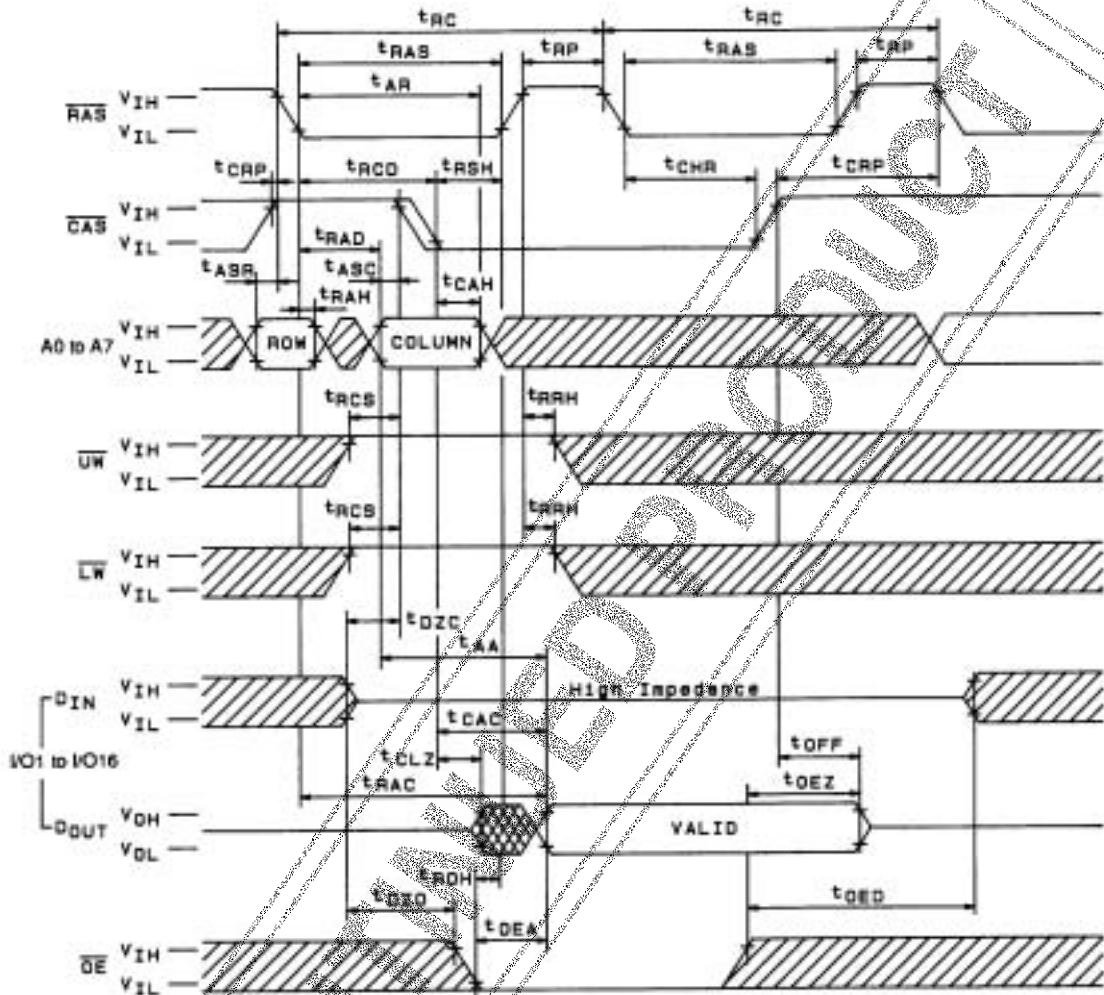 tRC tRC
tRAS tRP tRAS tRP
tAR
RAS VIH
VIL
tCRP tRCD tRSH tCHR tCRP
CAS VIH
VIL
tRAD
tASR tASC tCAH
tRAH
A0 to A7 VIH
VIL
ROW COLUMN
tRCS tRRH
UW VIH
VIL
tRCS tRRH
LW VIH
VIL
tDZC
tAA
DIN VIH
VIL
High Impedance
tCAC
I/O1 to I/O16
tCLZ tOFF
tRAC tOEZ
DOUT VOH
VOL
VALID
tROH
tDZO tOED
tOEA
OE VIH
VIL
PRODUCT